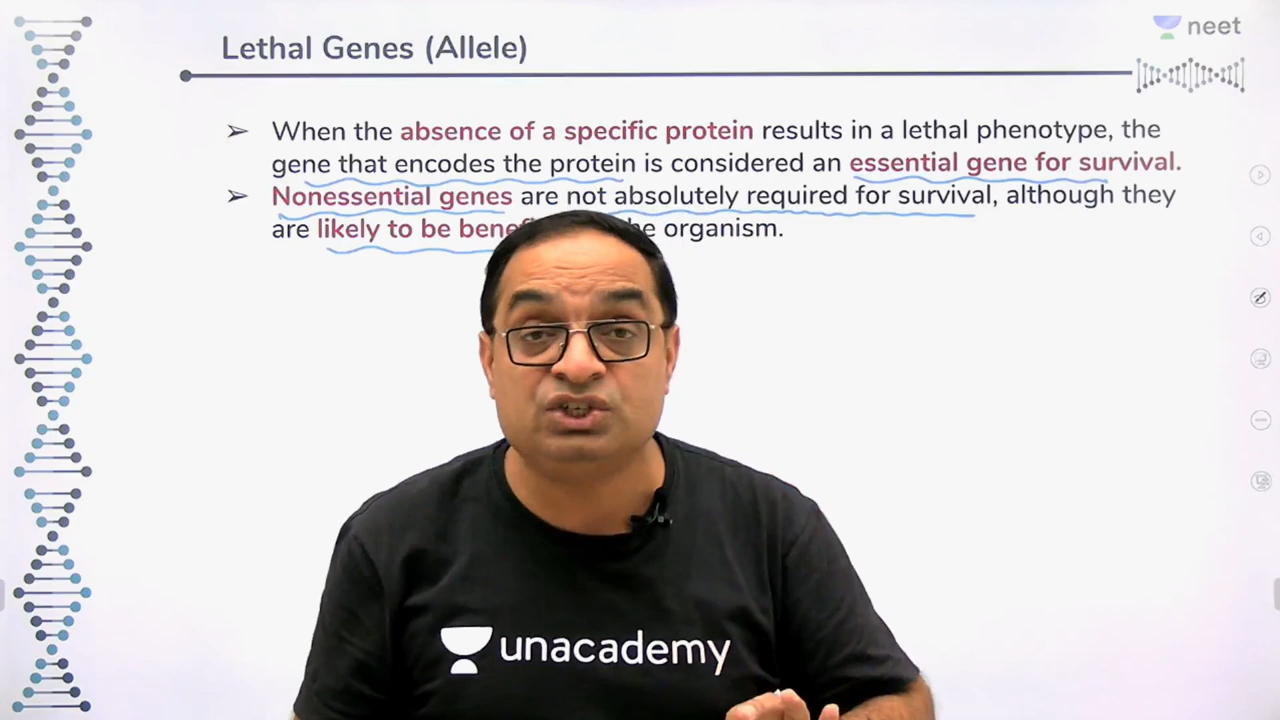 Lethal Genes (Allele)
neet
➢ When the absence of a specific protein results in a lethal phenotype, the
gene that encodes the protein is considered an essential gene for survival.
➢ Nonessential genes are not absolutely required for survival, although they
are likely to be organism.
unacademy